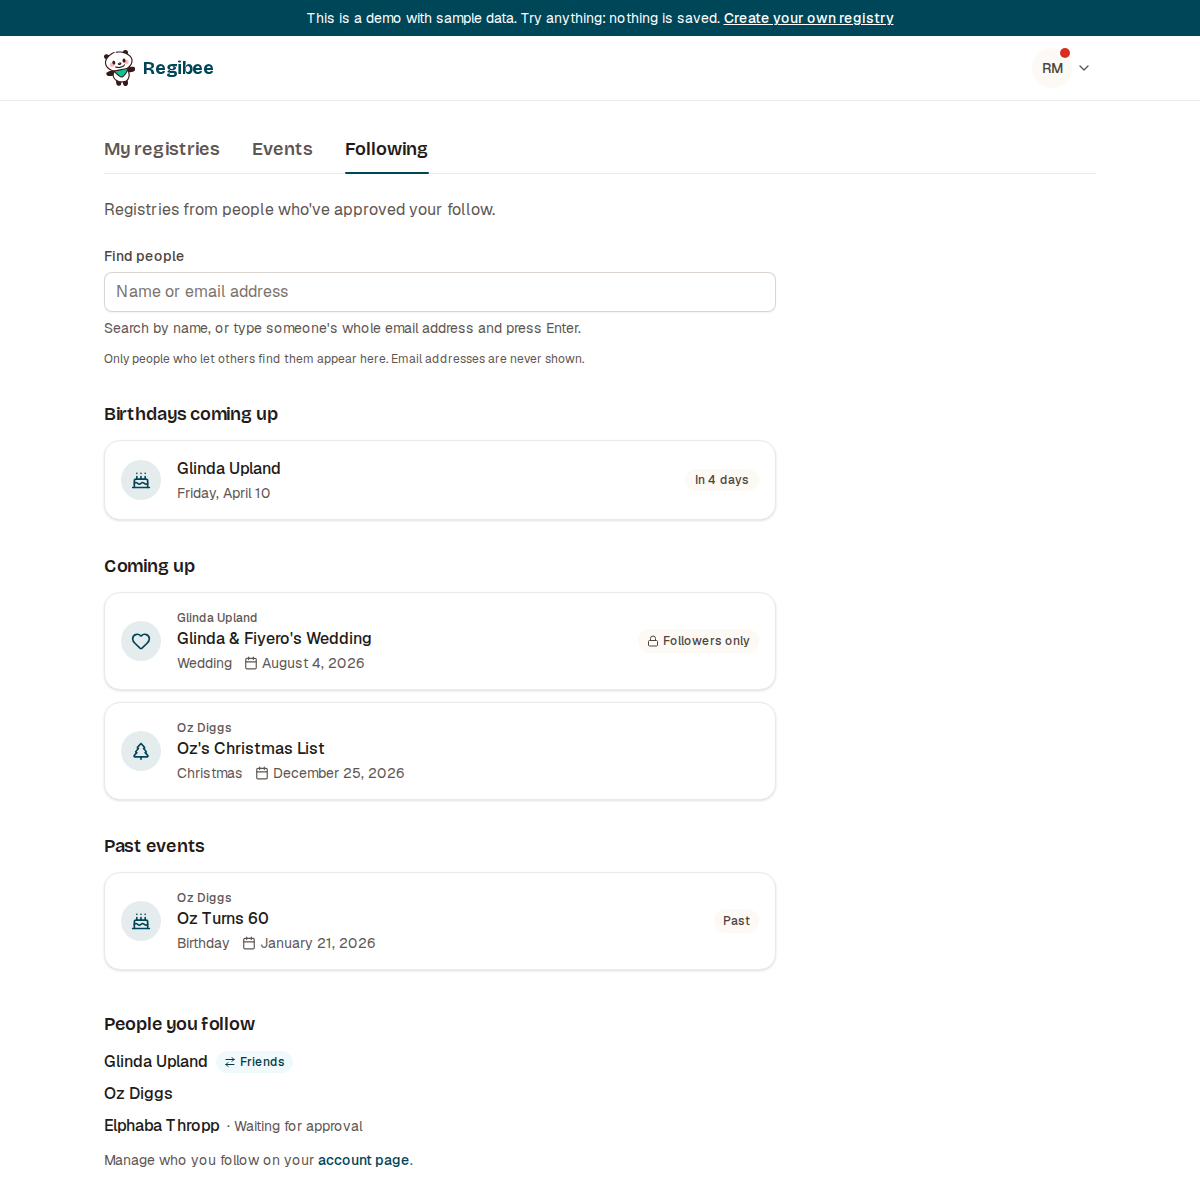 This is a demo with sample data. Try anything: nothing is saved. Create your own registry
Regibee
RM
My registries
Events
Following
Registries from people who've approved your follow.
Find people
Name or email address
Search by name, or type someone's whole email address and press Enter.
Only people who let others find them appear here. Email addresses are never shown.
Birthdays coming up
Glinda Upland
Friday, April 10
In 4 days
Coming up
Glinda Upland
Glinda & Fiyero's Wedding
Wedding August 4, 2026
Followers only
Oz Diggs
Oz's Christmas List
Christmas December 25, 2026
Past events
Oz Diggs
Oz Turns 60
Birthday January 21, 2026
Past
People you follow
Glinda Upland Friends
Oz Diggs
Elphaba Thropp · Waiting for approval
Manage who you follow on your account page.